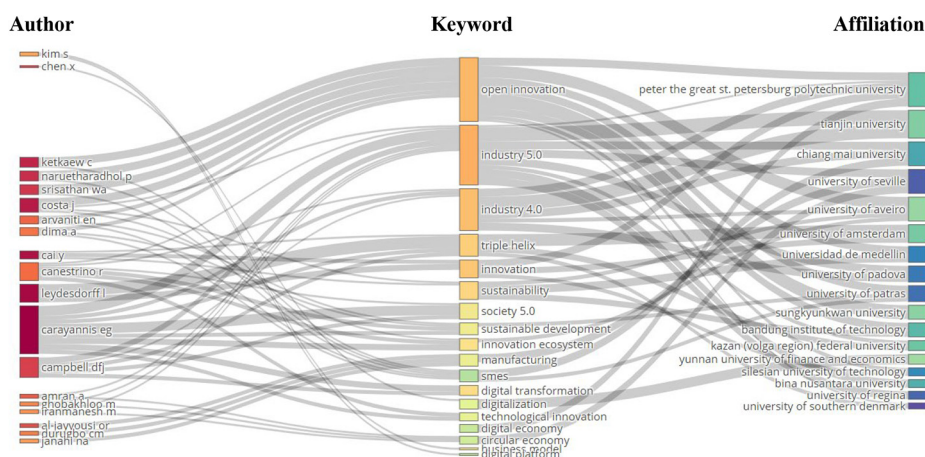 Author
Keyword
Affiliation
kim s
chen x
ketkaew c
naruetharadhol p
srisathan wa
costa j
arvaniti en
dima a
cai y
canestrino r
leydesdorff l
carayannis eg
campbell dfj
amran a
ghobakhloo m
iranmanesh m
al-jayyousi or
durugbo cm
janahi na
open innovation
industry 5.0
industry 4.0
triple helix
innovation
sustainability
society 5.0
sustainable development
innovation ecosystem
manufacturing
smes
digital transformation
digitalization
technological innovation
digital economy
circular economy
business model
digital platform
peter the great st. petersburg polytechnic university
tianjin university
chiang mai university
university of seville
university of aveiro
university of amsterdam
universidad de medellin
university of padova
university of patras
sungkyunkwan university
bandung institute of technology
kazan (volga region) federal university
yunnan university of finance and economics
silesian university of technology
bina nusantara university
university of regina
university of southern denmark